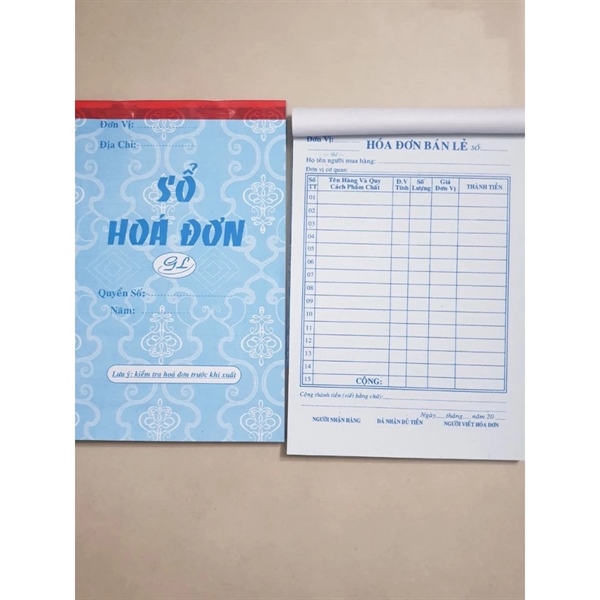 Đơn Vị:
Địa Chỉ:
SỔ
HOÁ ĐƠN
GL
Quyển Số:
Năm:
Lưu ý: kiểm tra hoá đơn trước khi xuất
Đơn Vị:
HÓA ĐƠN BÁN LẺ SỐ
Họ tên người mua hàng:
Đơn vị cơ quan:
Số TT Tên Hàng Và Quy Cách Phẩm Chất Đ.V Tính Số Lượng Giá Đơn Vị THÀNH TIỀN
01
02
03
04
05
06
07
08
09
10
11
12
13
14
15
CỘNG:
Cộng thành tiền (viết bằng chữ):
Ngày tháng năm 20
NGƯỜI NHẬN HÀNG ĐÃ NHẬN ĐỦ TIỀN NGƯỜI VIẾT HÓA ĐƠN